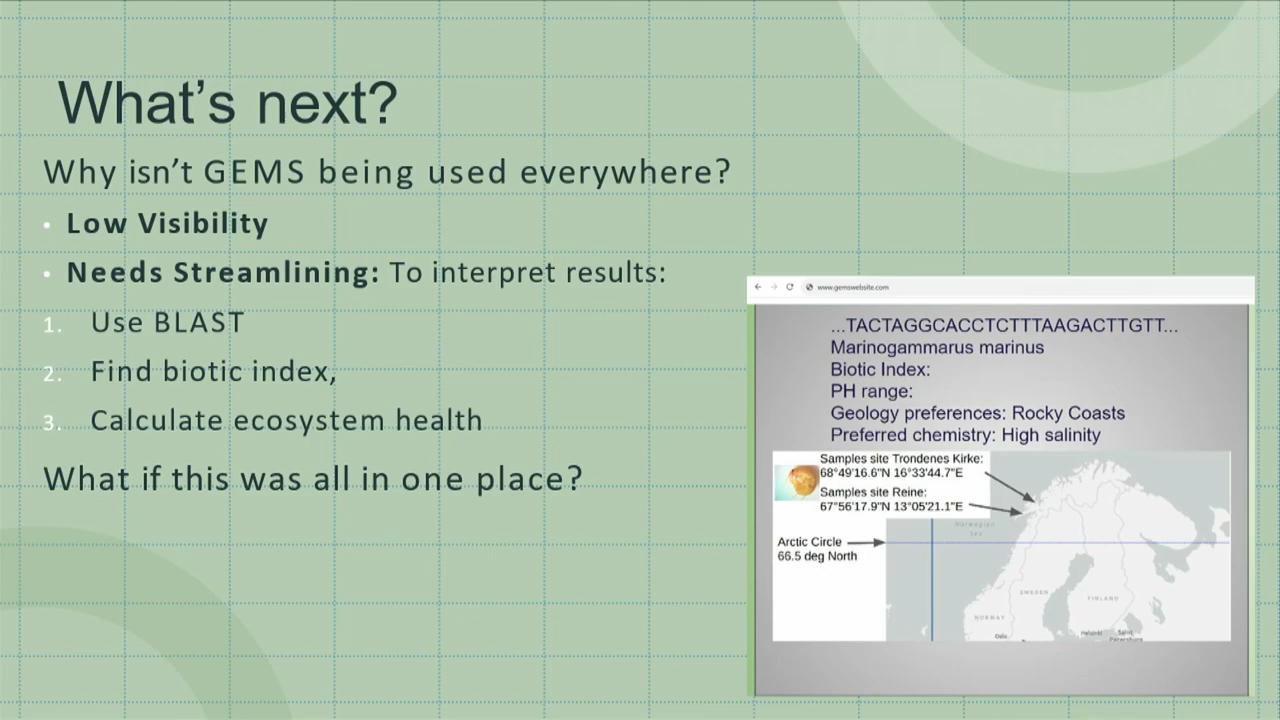 What's next?
Why isn't GEMS being used everywhere?
• Low Visibility
• Needs Streamlining: To interpret results:
1. Use BLAST
2. Find biotic index,
3. Calculate ecosystem health
What if this was all in one place?
www.gemswebsite.com
...TACTAGGCACCTCTTTAAGACTTGTT...
Marinogammarus marinus
Biotic Index:
PH range:
Geology preferences: Rocky Coasts
Preferred chemistry: High salinity
Samples site Trondenes Kirke:
68°49'16.6"N 16°33'44.7"E
Samples site Reine:
67°56'17.9"N 13°05'21.1"E
Norwegian
Sea
Arctic Circle
66.5 deg North
SWEDEN
FINLAND
NORWAY
Oslo
Helsinki
Saint
Petersburg